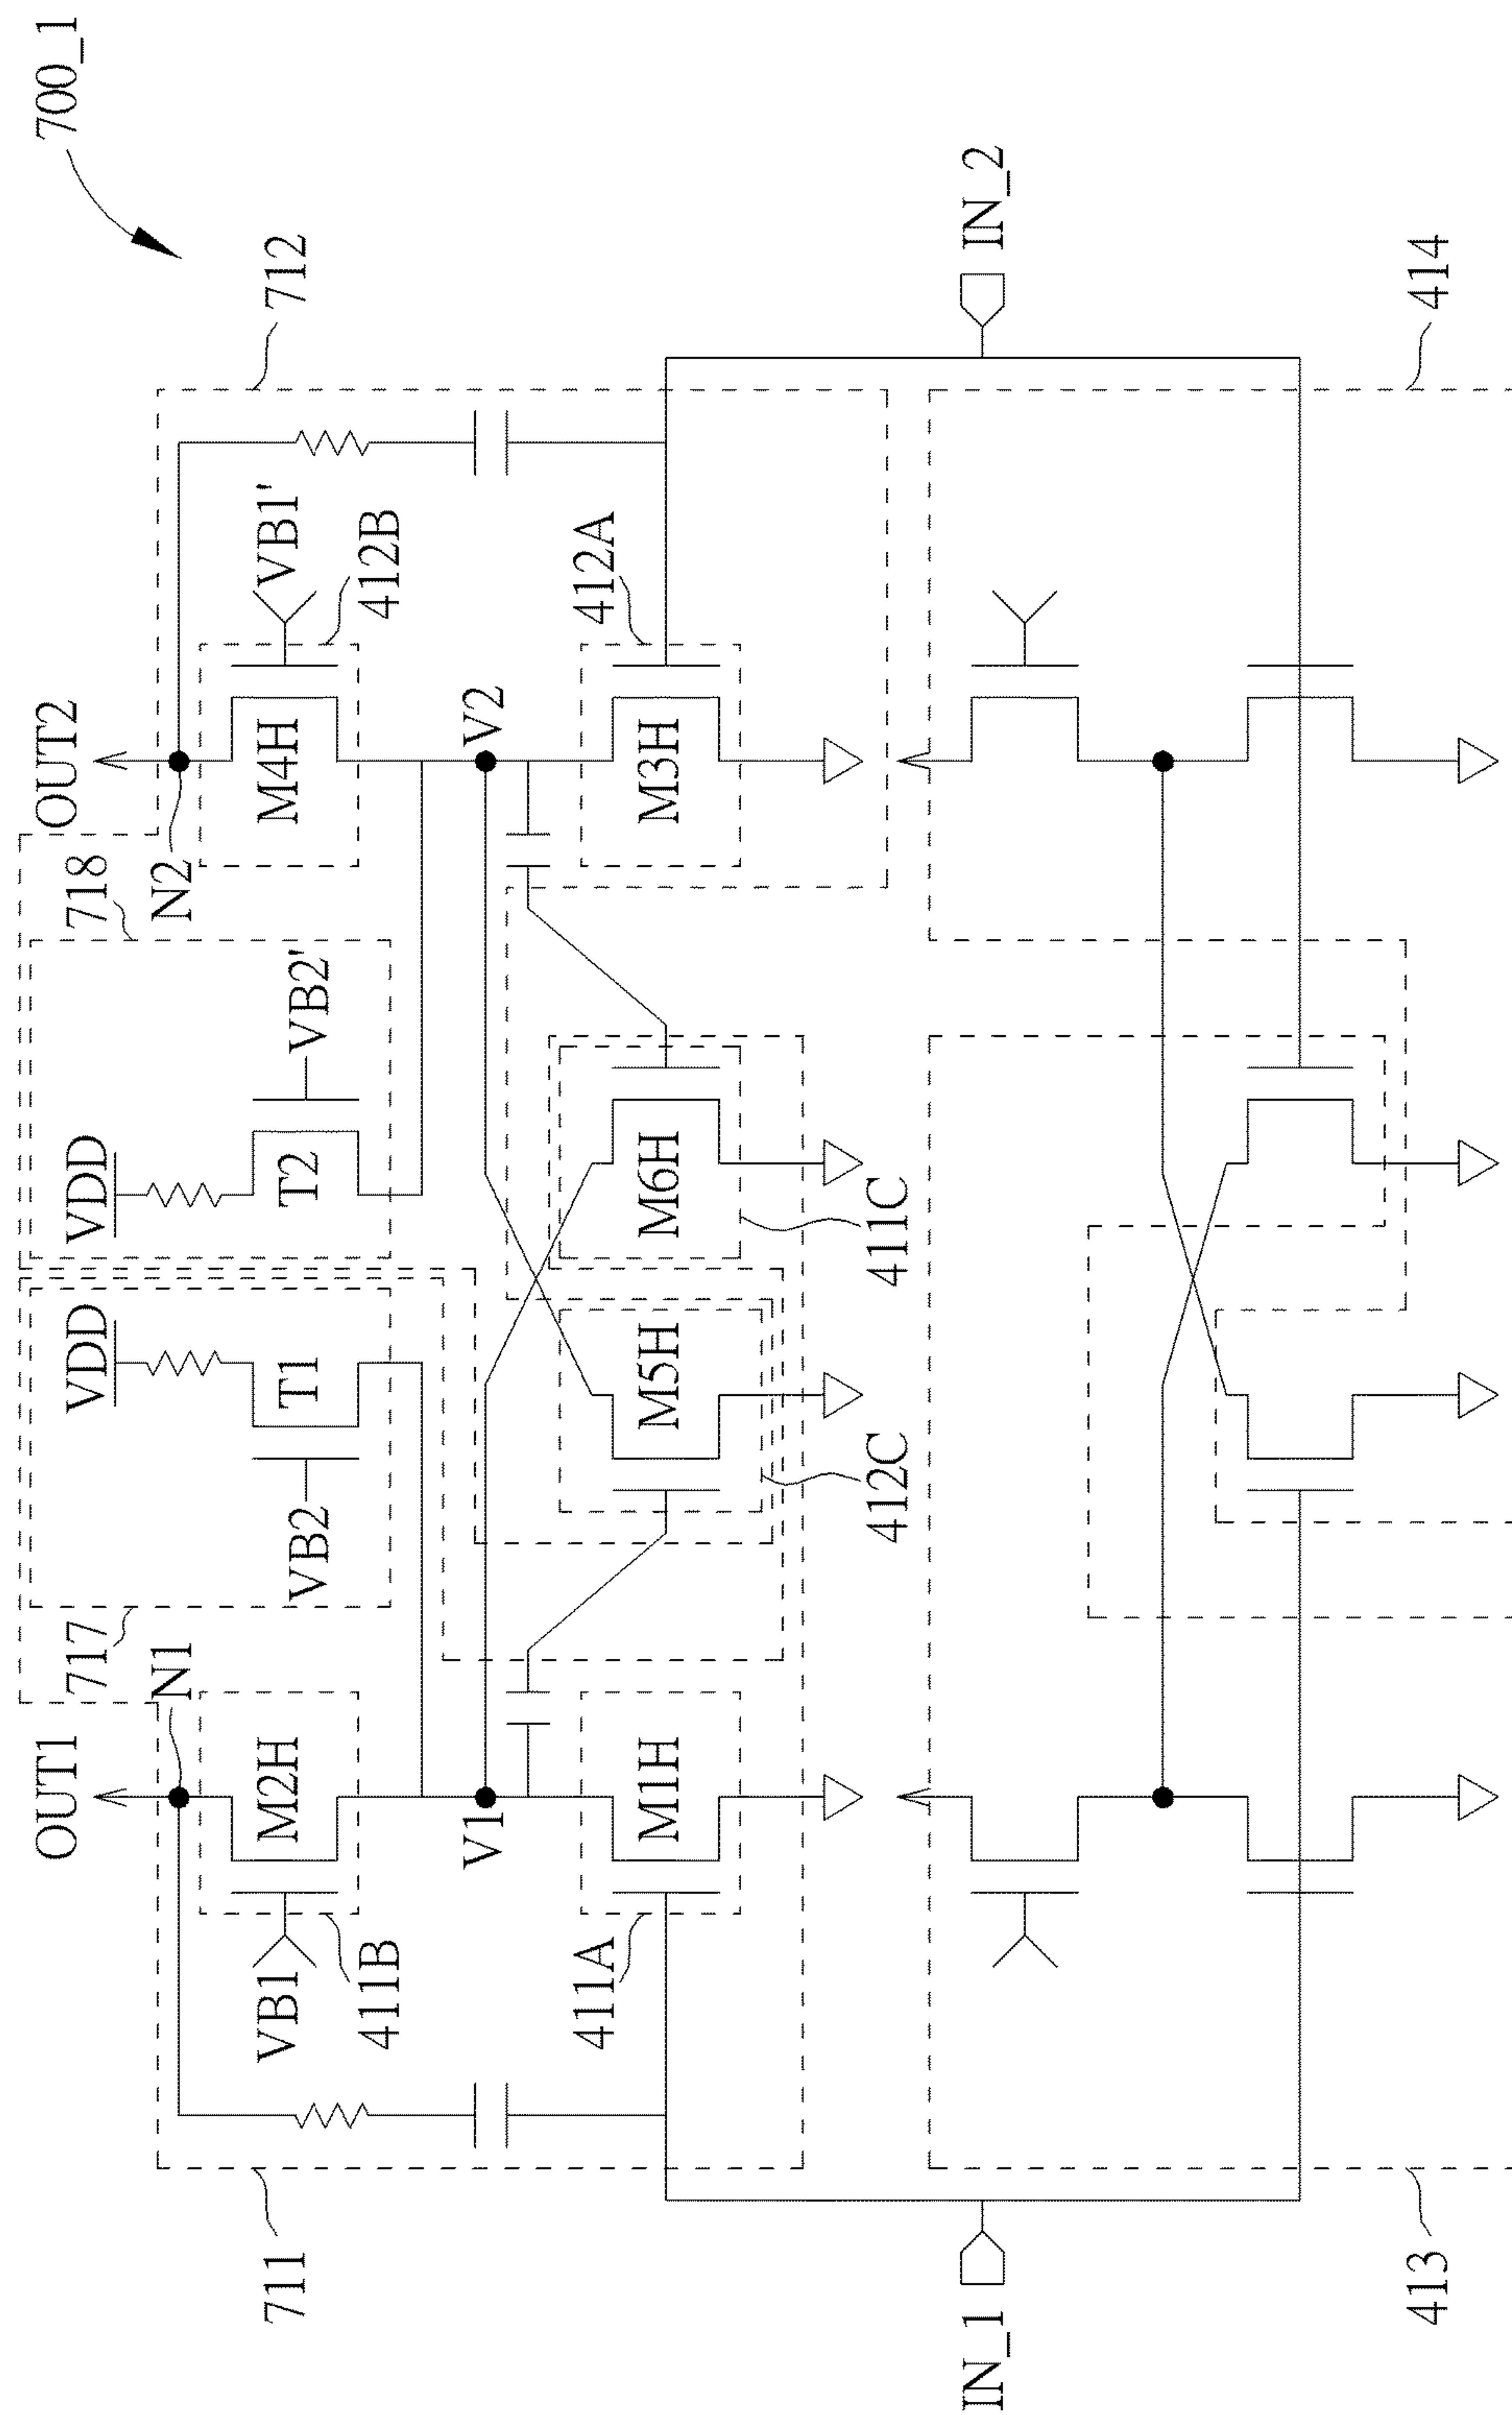 700_1
OUT1
OUT2
N1
717
VDD
VDD
718
N2
711
712
VB1
M2H
VB2
T1
T2
VB2'
M4H
VB1'
411B
412B
V1
V2
411A
M1H
M5H
M6H
M3H
412A
412C
411C
IN_1
IN_2
413
414